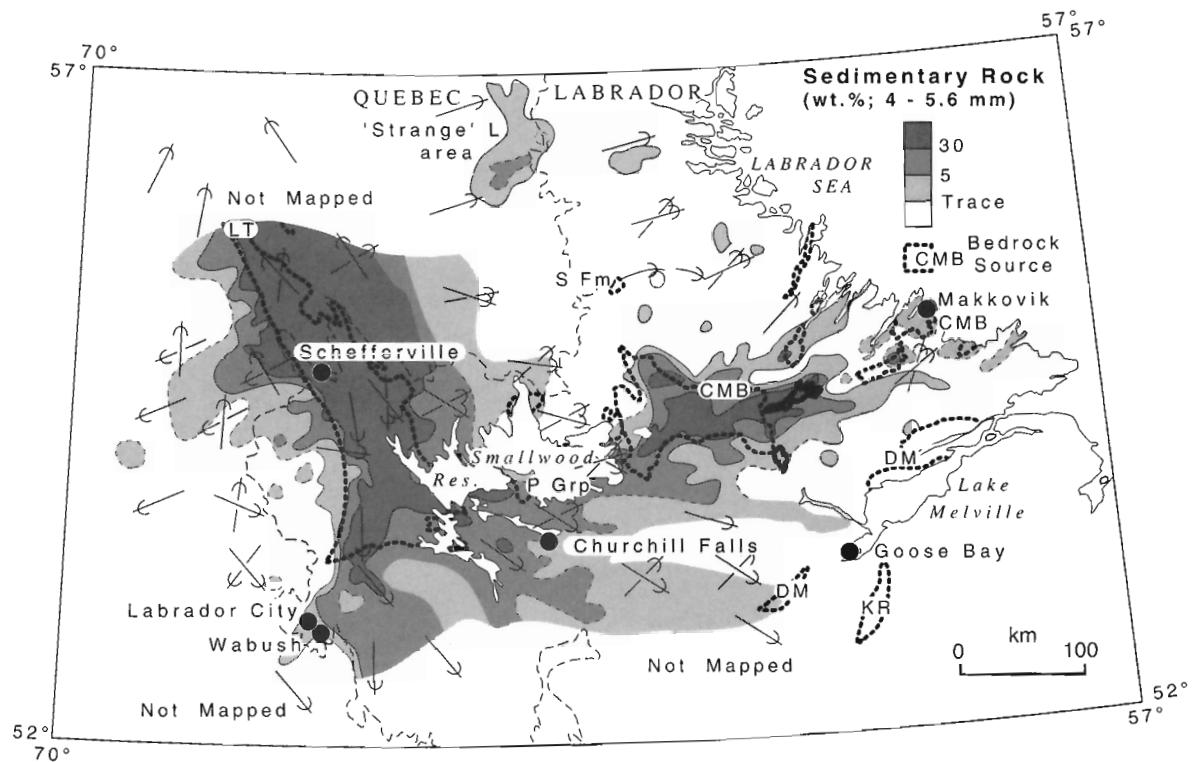 57°
57°
70°
57°
Sedimentary Rock
(wt.%; 4 - 5.6 mm)
QUEBEC
LABRADOR
'Strange' L
area
30
5
Trace
LABRADOR
SEA
Not Mapped
LT
Bedrock
Source
CMB
S Fm
Makkovik
CMB
Schefferville
CMB
Smallwood
Res.
P Grp
DM
Lake
Melville
Churchill Falls
Goose Bay
DM
KR
Labrador City
Wabush
km
0 100
Not Mapped
Not Mapped
52°
57°
52°
70°